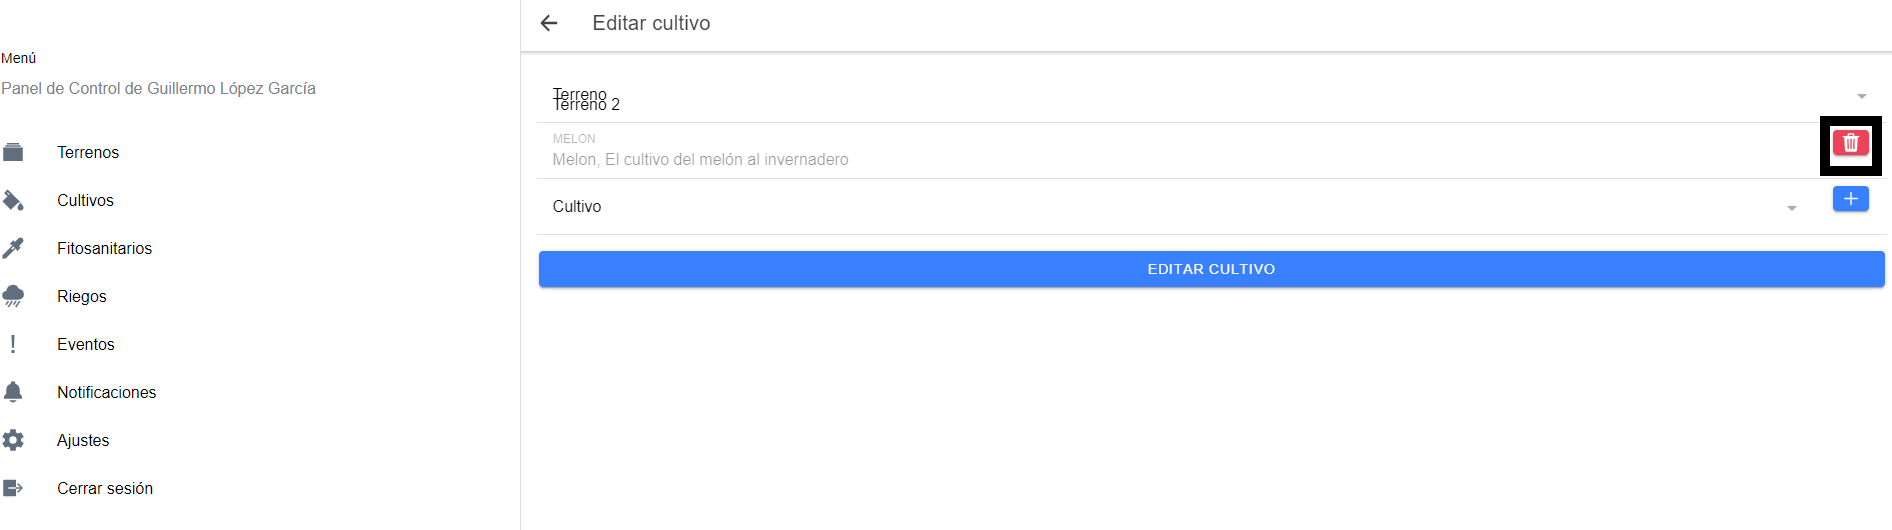 Menú
Panel de Control de Guillermo López García
Terrenos
Cultivos
Fitosanitarios
Riegos
Eventos
Notificaciones
Ajustes
Cerrar sesión
Editar cultivo
Terreno
Terreno 2
MELON
Melon, El cultivo del melón al invernadero
Cultivo
EDITAR CULTIVO